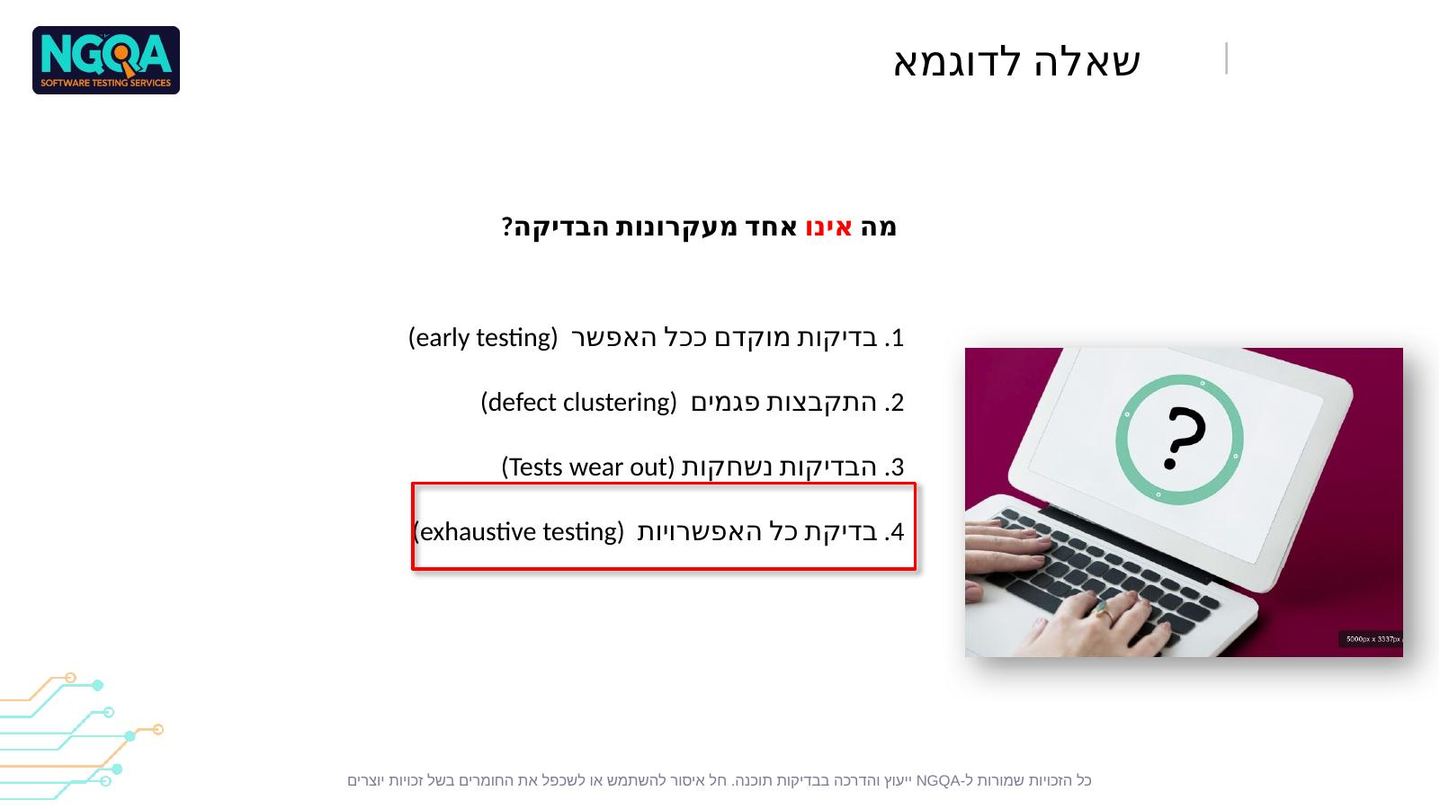 NGQA
SOFTWARE TESTING SERVICES
שאלה לדוגמא
מה אינו אחד מעקרונות הבדיקה?
1. בדיקות מוקדם ככל האפשר (early testing)
2. התקבצות פגמים (defect clustering)
3. הבדיקות נשחקות (Tests wear out)
4. בדיקת כל האפשרויות (exhaustive testing)
?
5000px x 3337px
כל הזכויות שמורות ל-NGQA ייעוץ והדרכה בבדיקות תוכנה. חל איסור להשתמש או לשכפל את החומרים בשל זכויות יוצרים